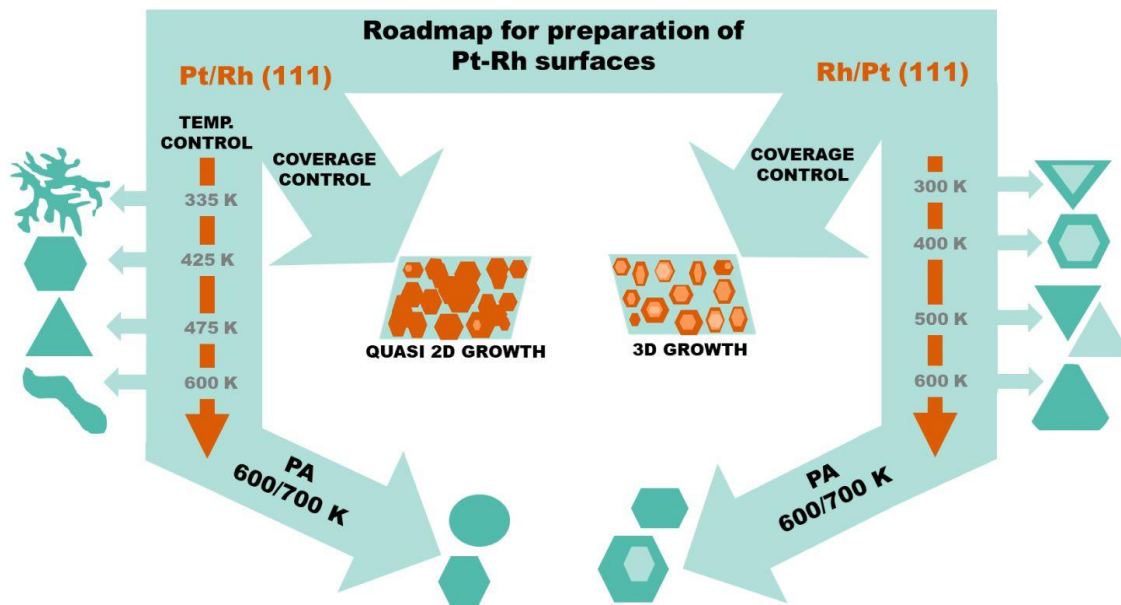 Roadmap for preparation of
Pt-Rh surfaces
Pt/Rh (111)
Rh/Pt (111)
TEMP.
CONTROL
COVERAGE
CONTROL
COVERAGE
CONTROL
335 K
425 K
475 K
600 K
300 K
400 K
500 K
600 K
QUASI 2D GROWTH
3D GROWTH
PA
600/700 K
PA
600/700 K